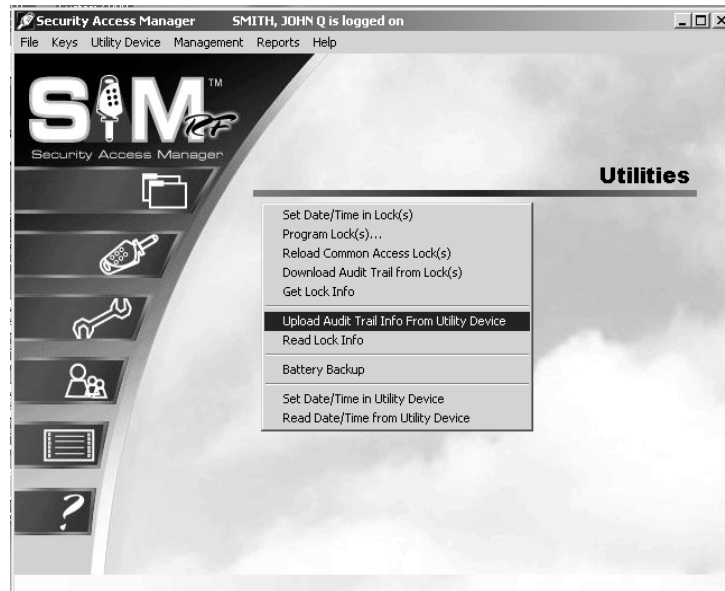 Security Access Manager SMITH, JOHN Q is logged on
File Keys Utility Device Management Reports Help
SAM TM
RF
Security Access Manager
Utilities
Set Date/Time in Lock(s)
Program Lock(s)...
Reload Common Access Lock(s)
Download Audit Trail from Lock(s)
Get Lock Info
Upload Audit Trail Info From Utility Device
Read Lock Info
Battery Backup
Set Date/Time in Utility Device
Read Date/Time from Utility Device
?